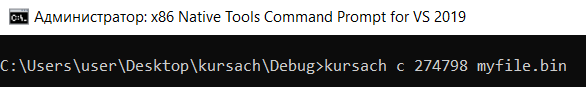 Администратор: x86 Native Tools Command Prompt for VS 2019
C:\Users\user\Desktop\kursach\Debug>kursach c 274798 myfile.bin